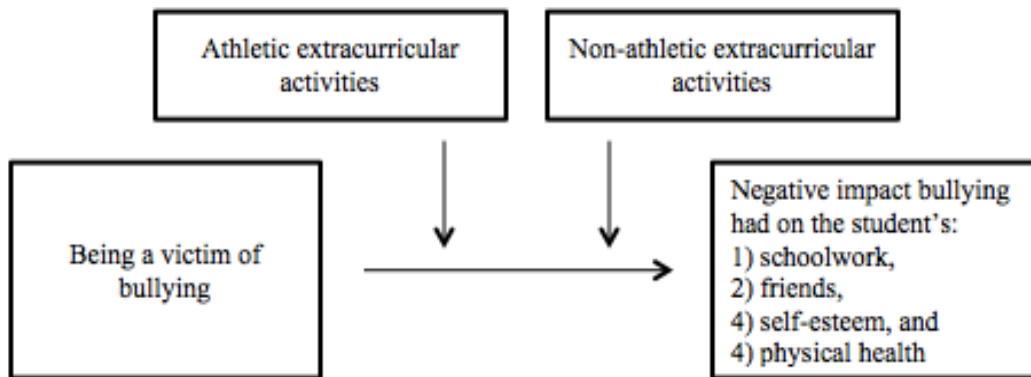 Athletic extracurricular
activities
Non-athletic extracurricular
activities
Being a victim of
bullying
Negative impact bullying
had on the student's:
1) schoolwork,
2) friends,
4) self-esteem, and
4) physical health